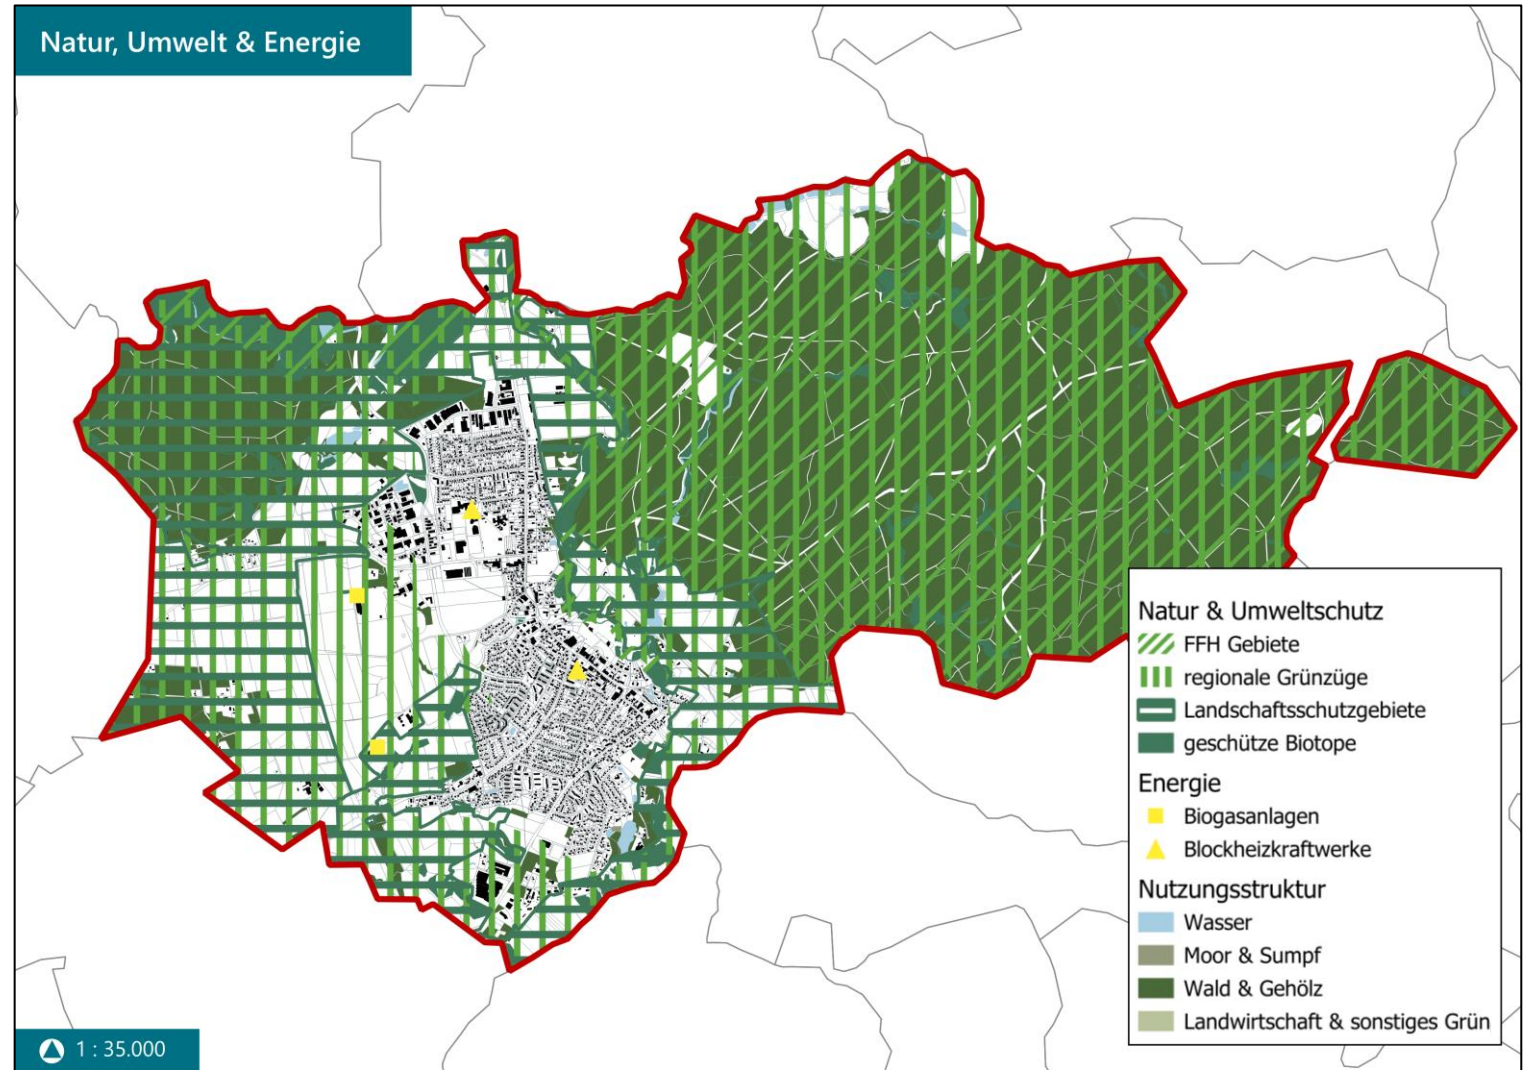 Natur, Umwelt & Energie
Natur & Umweltschutz
FFH Gebiete
regionale Grünzüge
Landschaftsschutzgebiete
geschütze Biotope
Energie
Biogasanlagen
Blockheizkraftwerke
Nutzungsstruktur
Wasser
Moor & Sumpf
Wald & Gehölz
Landwirtschaft & sonstiges Grün
1 : 35.000